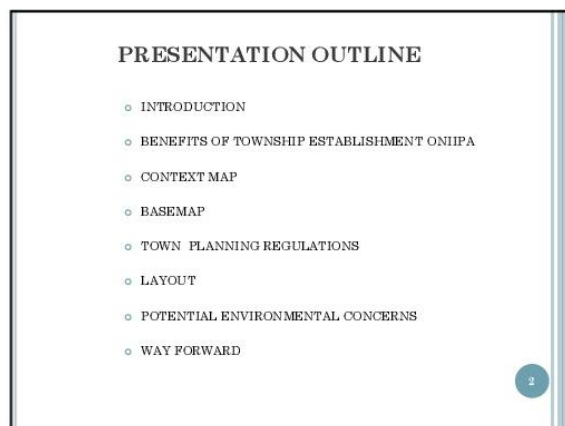 PRESENTATION OUTLINE
INTRODUCTION
BENEFITS OF TOWNSHIP ESTABLISHMENT ONIIPA
CONTEXT MAP
BASEMAP
TOWN PLANNING REGULATIONS
LAYOUT
POTENTIAL ENVIRONMENTAL CONCERNS
WAY FORWARD
2